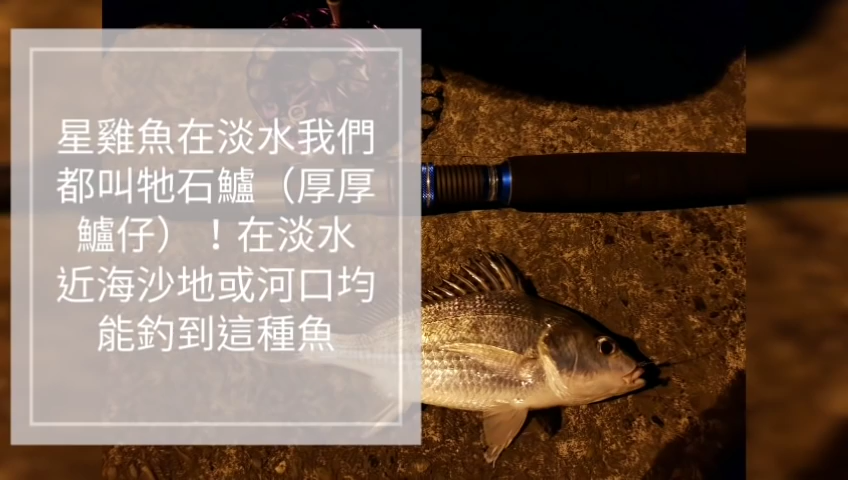 星雞魚在淡水我們
都叫牠石鱸（厚厚
鱸仔）！在淡水
近海沙地或河口均
能釣到這種魚